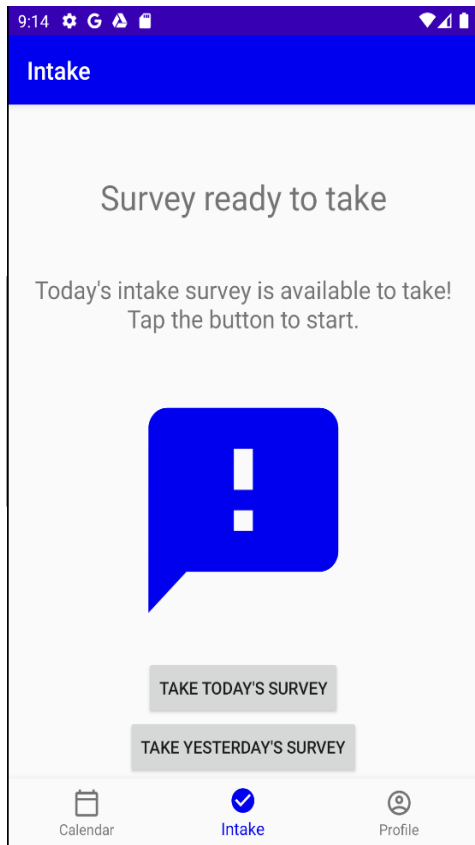 9:14 G
Intake
Survey ready to take
Today's intake survey is available to take!
Tap the button to start.
TAKE TODAY'S SURVEY
TAKE YESTERDAY'S SURVEY
Calendar
Intake
Profile